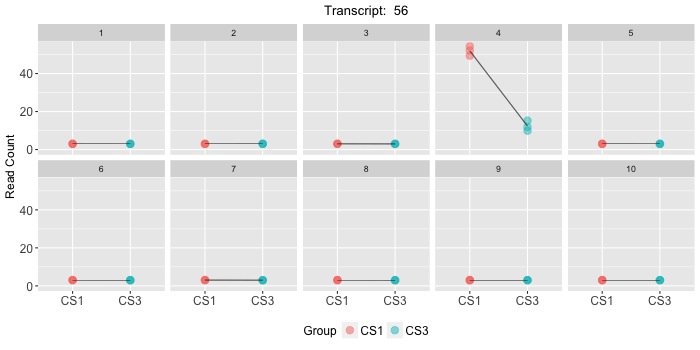 Transcript: 56
1 2 3 4 5
40
20
0
Read Count
6 7 8 9 10
40
20
0
CS1 CS3 CS1 CS3 CS1 CS3 CS1 CS3 CS1 CS3
Group CS1 CS3